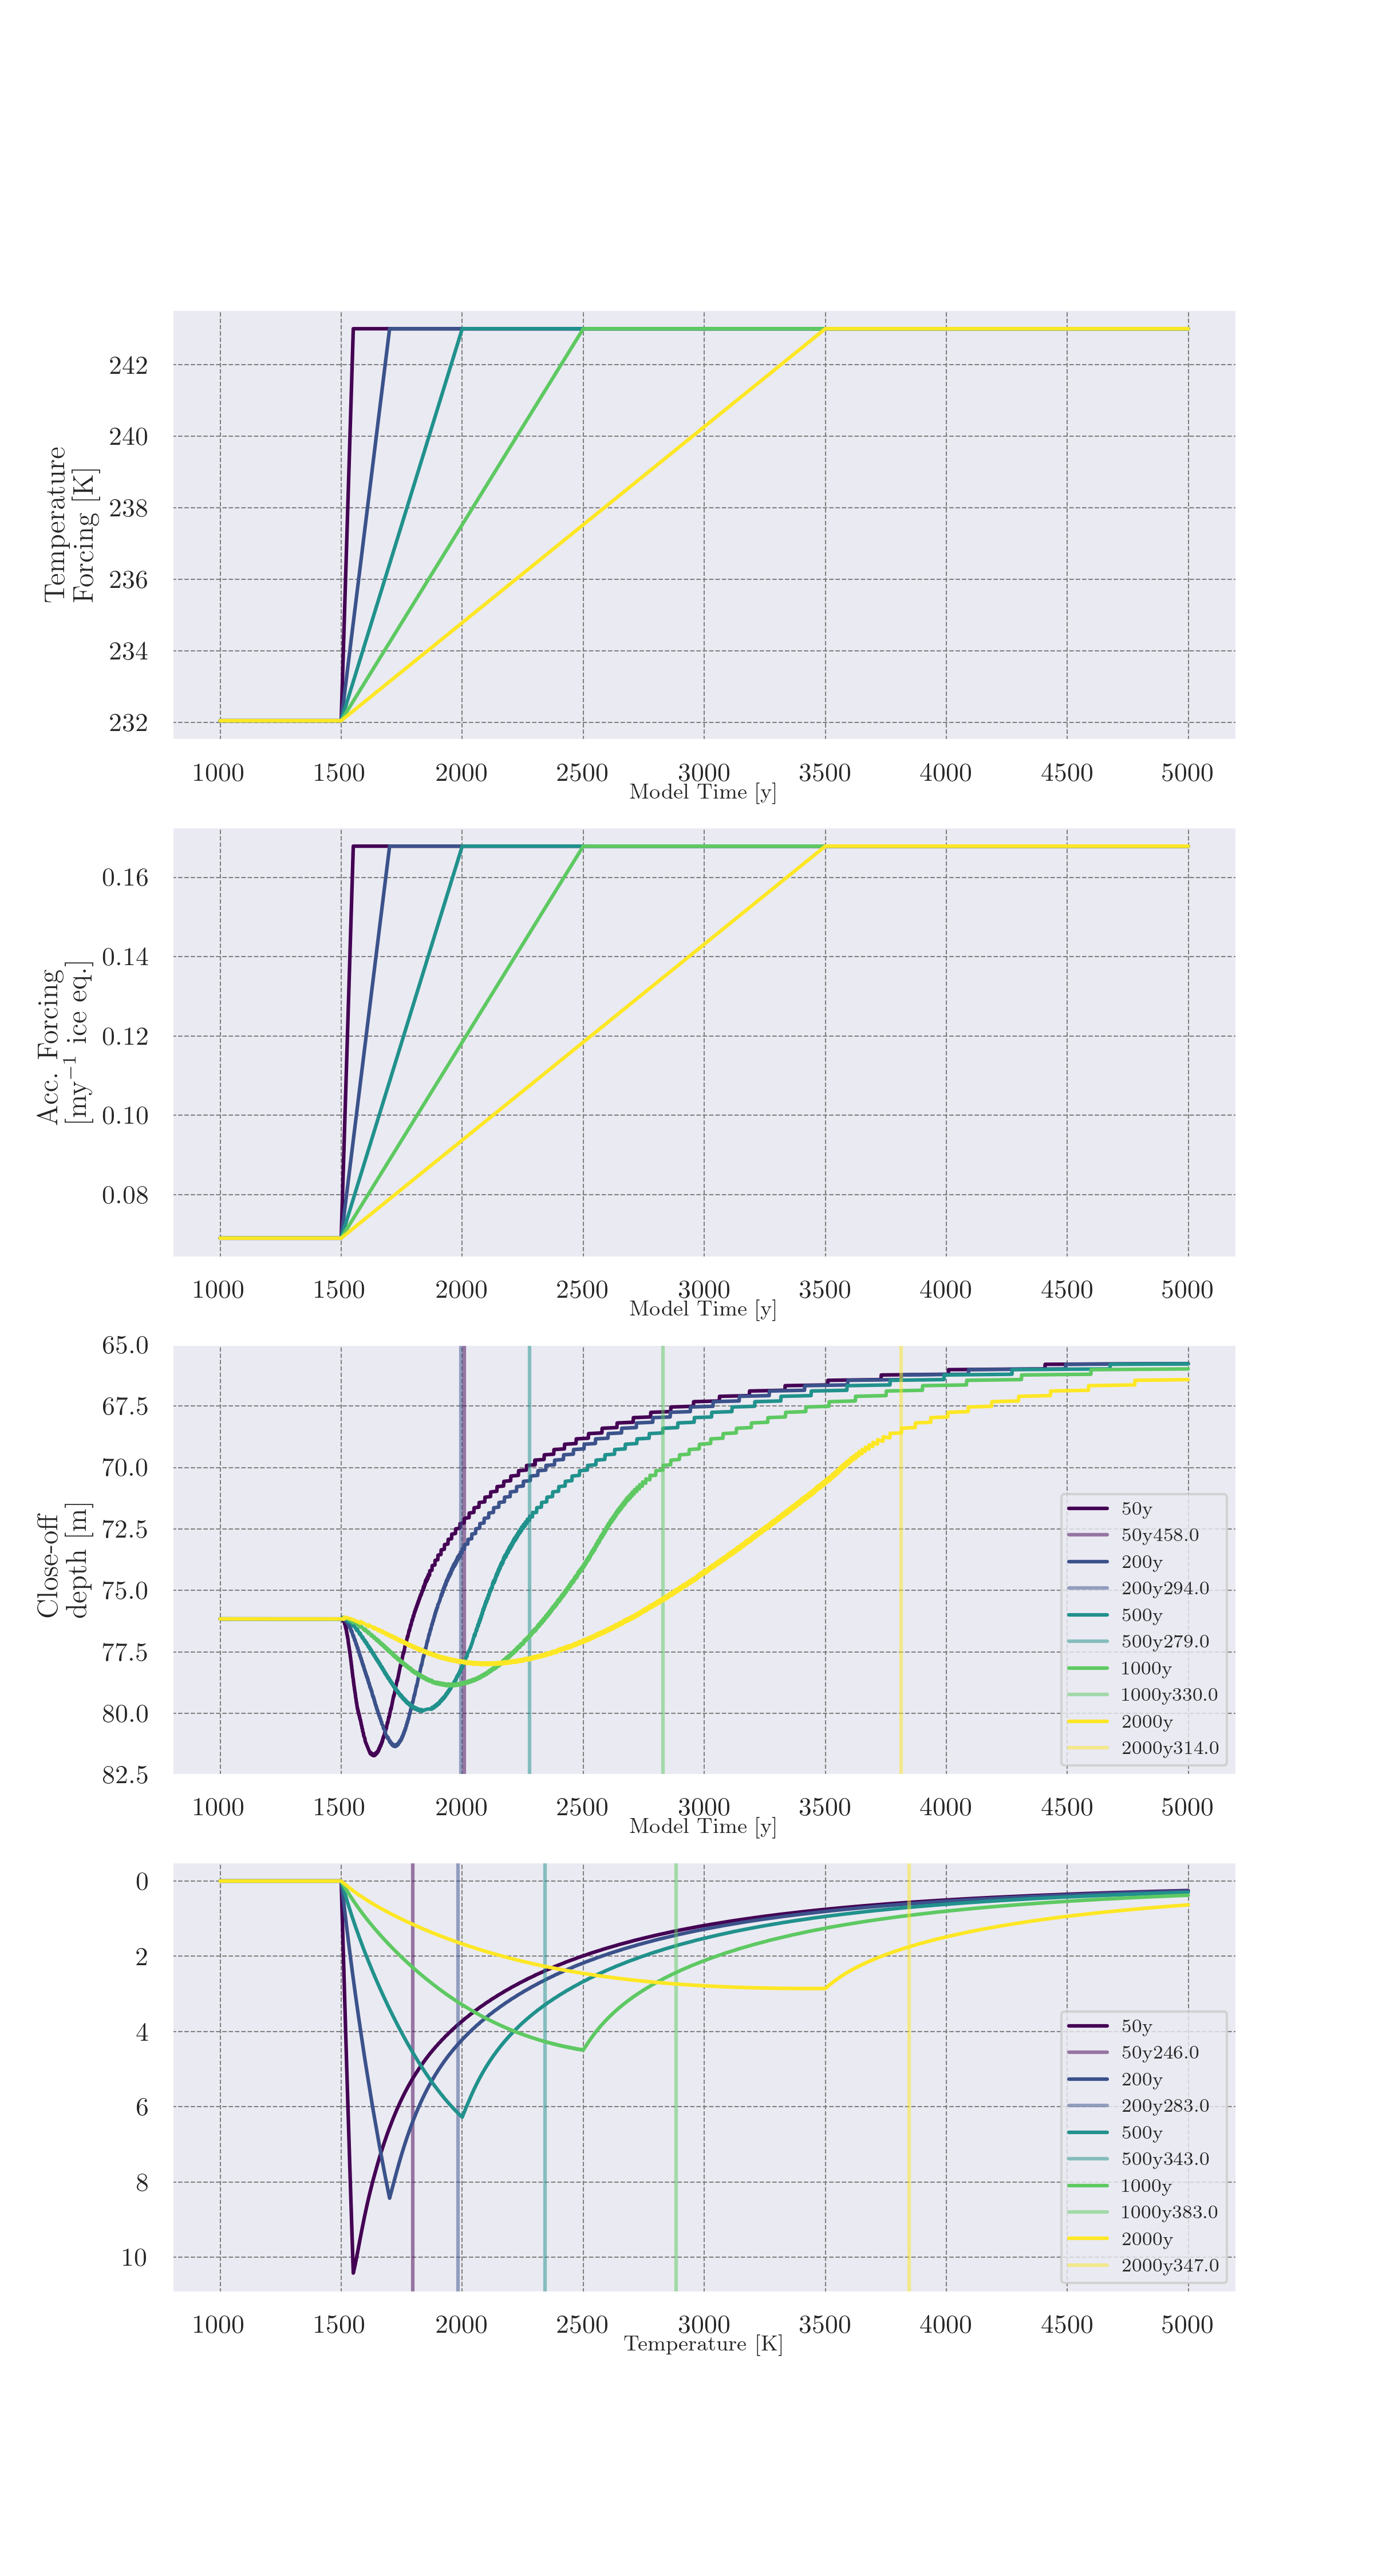 Temperature
Forcing [K]
242
240
238
236
234
232
1000 1500 2000 2500 3000 3500 4000 4500 5000
Model Time [y]
Acc. Forcing
[my⁻¹ ice eq.]
0.16
0.14
0.12
0.10
0.08
1000 1500 2000 2500 3000 3500 4000 4500 5000
Model Time [y]
Close-off
depth [m]
65.0
67.5
70.0
72.5
75.0
77.5
80.0
82.5
50y
50y458.0
200y
200y294.0
500y
500y279.0
1000y
1000y330.0
2000y
2000y314.0
1000 1500 2000 2500 3000 3500 4000 4500 5000
Model Time [y]
0
2
4
6
8
10
50y
50y246.0
200y
200y283.0
500y
500y343.0
1000y
1000y383.0
2000y
2000y347.0
1000 1500 2000 2500 3000 3500 4000 4500 5000
Temperature [K]